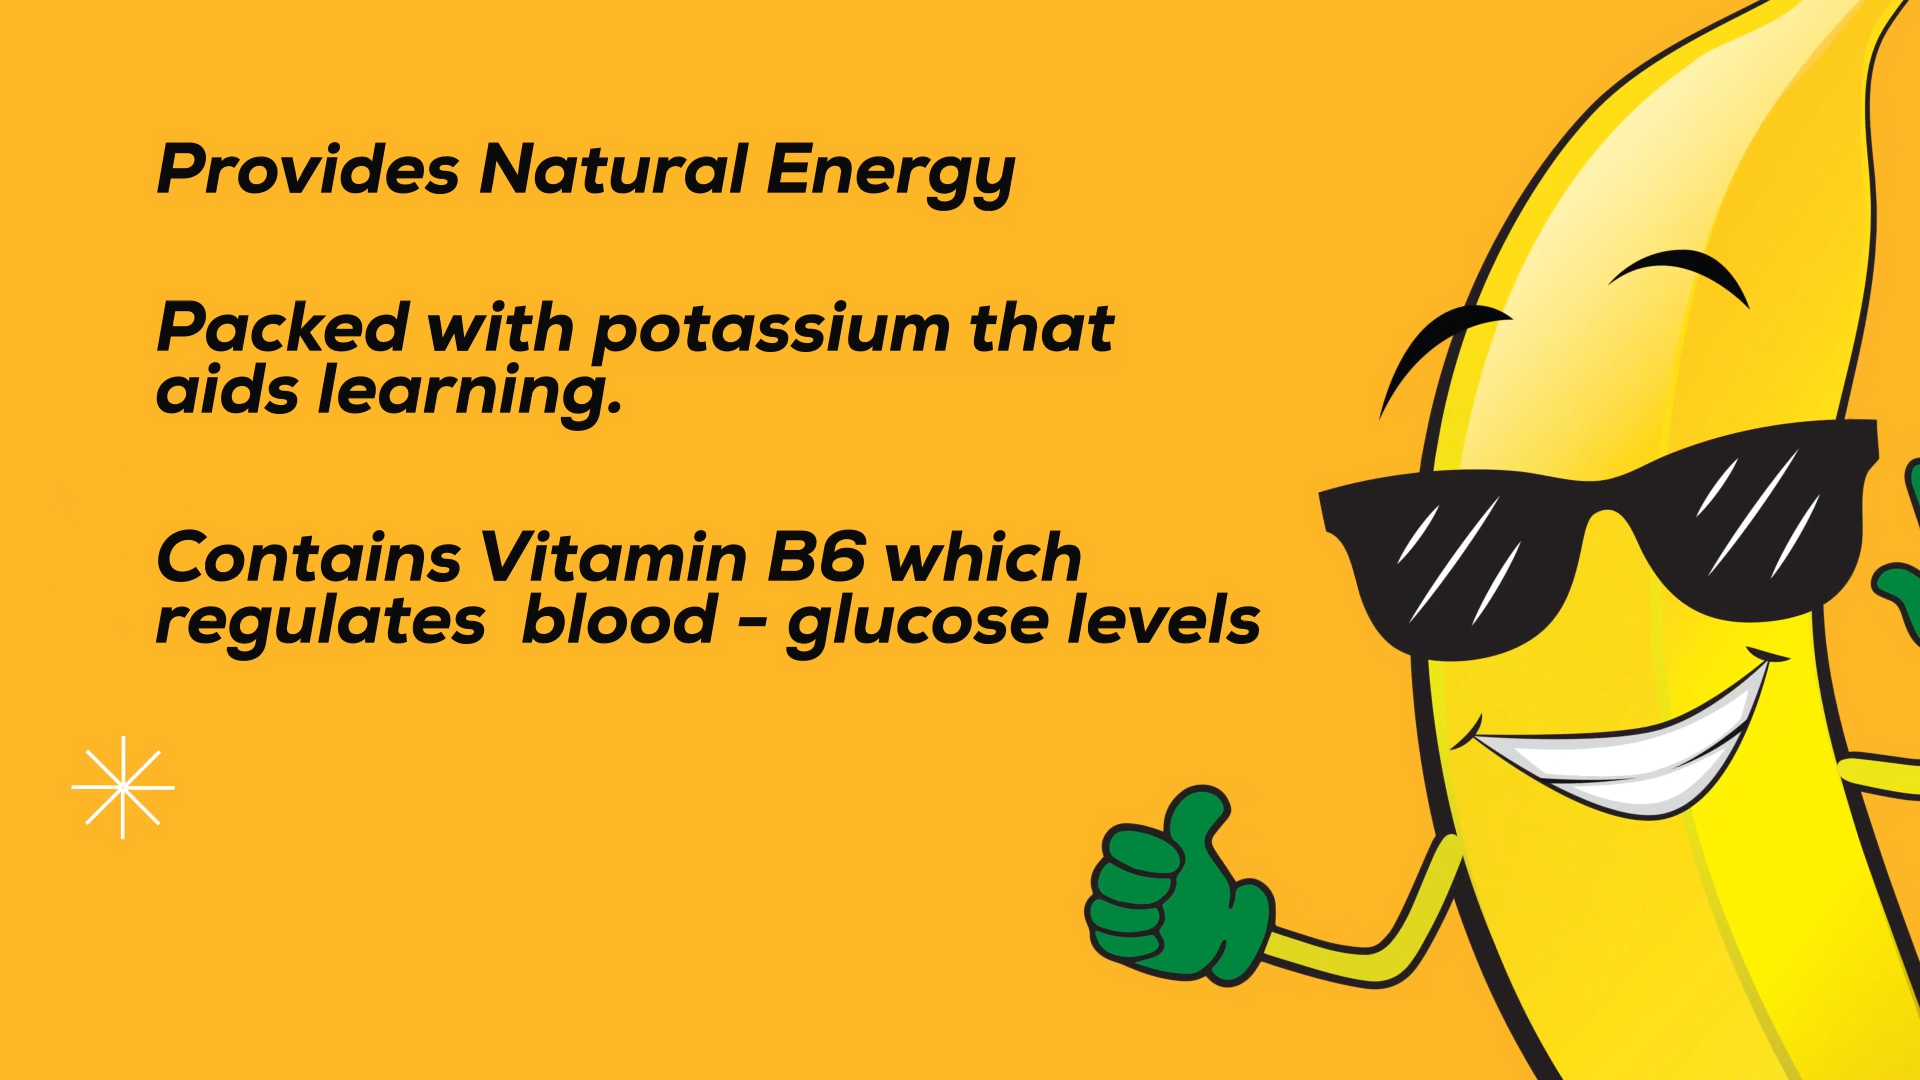 Provides Natural Energy
Packed with potassium that
aids learning.
Contains Vitamin B6 which
regulates  blood - glucose levels